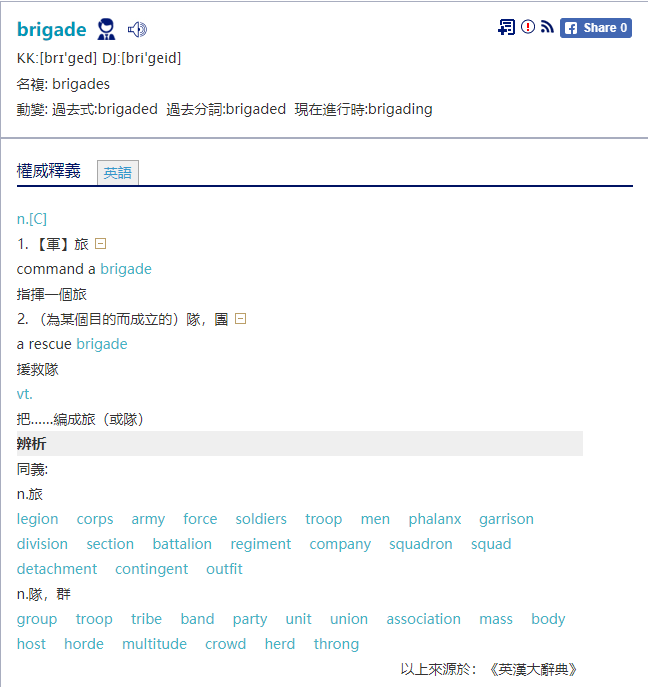 brigade
Share 0
KK:[brɪˋged] DJ:[briˈgeid]
名複: brigades
動變: 過去式:brigaded 過去分詞:brigaded 現在進行時:brigading
權威釋義 英語
n.[C]
1. 【軍】旅
command a brigade
指揮一個旅
2. （為某個目的而成立的）隊，團
a rescue brigade
援救隊
vt.
把......編成旅（或隊）
辨析
同義:
n.旅
legion corps army force soldiers troop men phalanx garrison
division section battalion regiment company squadron squad
detachment contingent outfit
n.隊，群
group troop tribe band party unit union association mass body
host horde multitude crowd herd throng
以上來源於：《英漢大辭典》